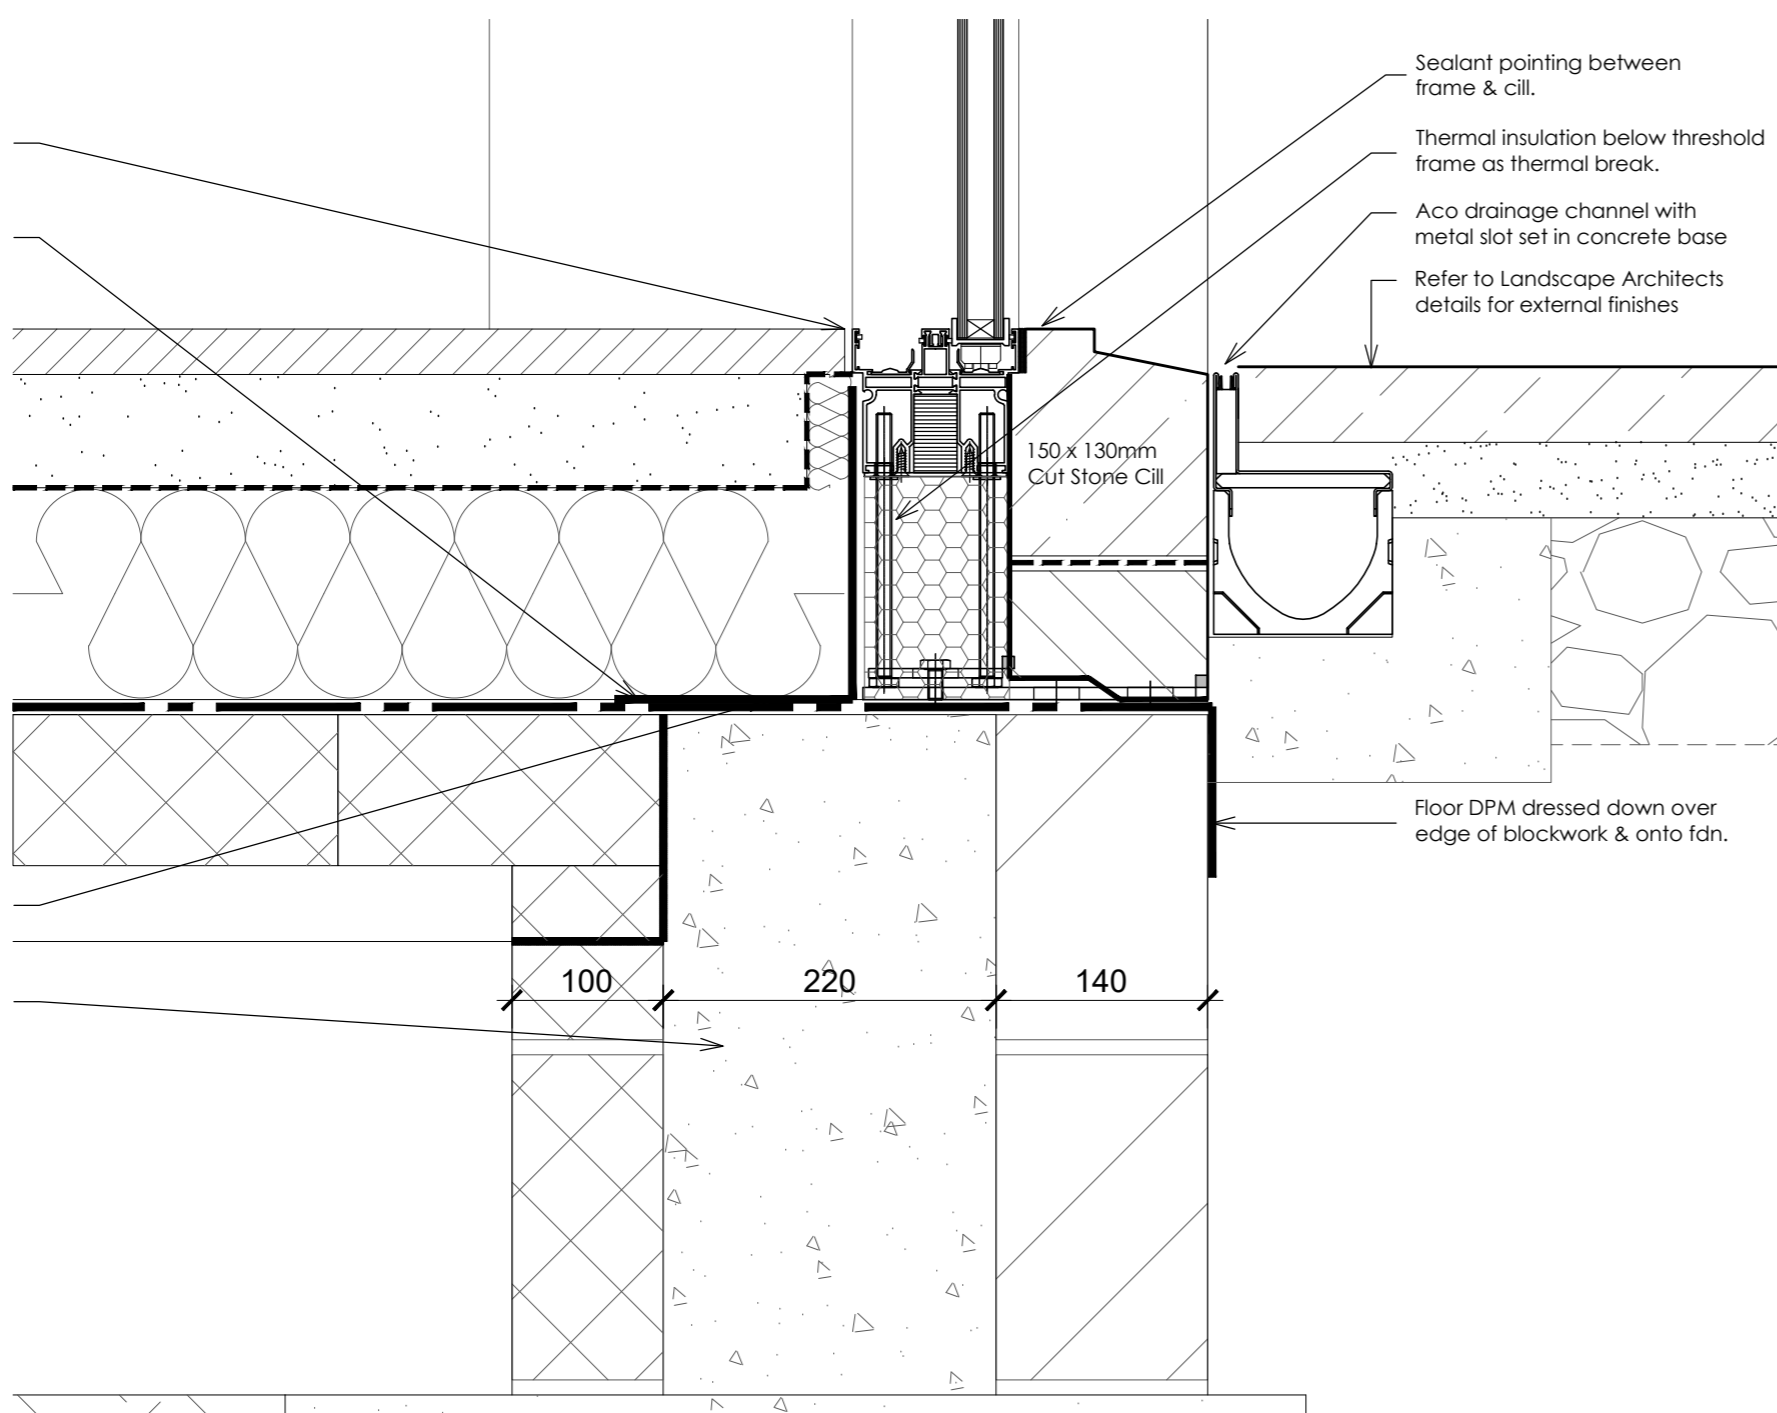 Sealant pointing between
frame & cill.
Thermal insulation below threshold
frame as thermal break.
Aco drainage channel with
metal slot set in concrete base
Refer to Landscape Architects
details for external finishes
150 x 130mm
Cut Stone Cill
Floor DPM dressed down over
edge of blockwork & onto fdn.
100
220
140